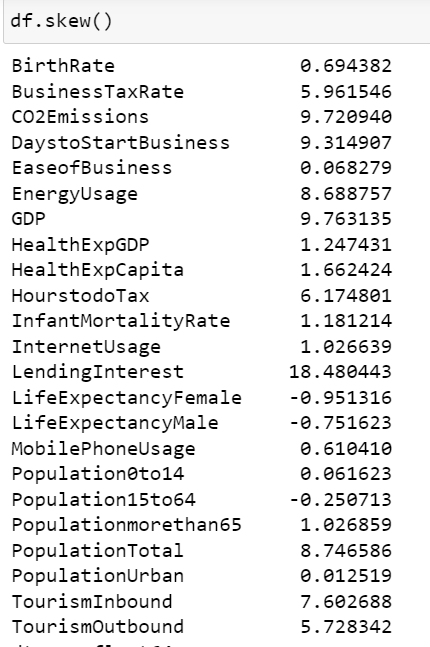 df.skew()
BirthRate 0.694382
BusinessTaxRate 5.961546
CO2Emissions 9.720940
DaystoStartBusiness 9.314907
EaseofBusiness 0.068279
EnergyUsage 8.688757
GDP 9.763135
HealthExpGDP 1.247431
HealthExpCapita 1.662424
HourstodoTax 6.174801
InfantMortalityRate 1.181214
InternetUsage 1.026639
LendingInterest 18.480443
LifeExpectancyFemale -0.951316
LifeExpectancyMale -0.751623
MobilePhoneUsage 0.610410
Population0to14 0.061623
Population15to64 -0.250713
Populationmorethan65 1.026859
PopulationTotal 8.746586
PopulationUrban 0.012519
TourismInbound 7.602688
TourismOutbound 5.728342